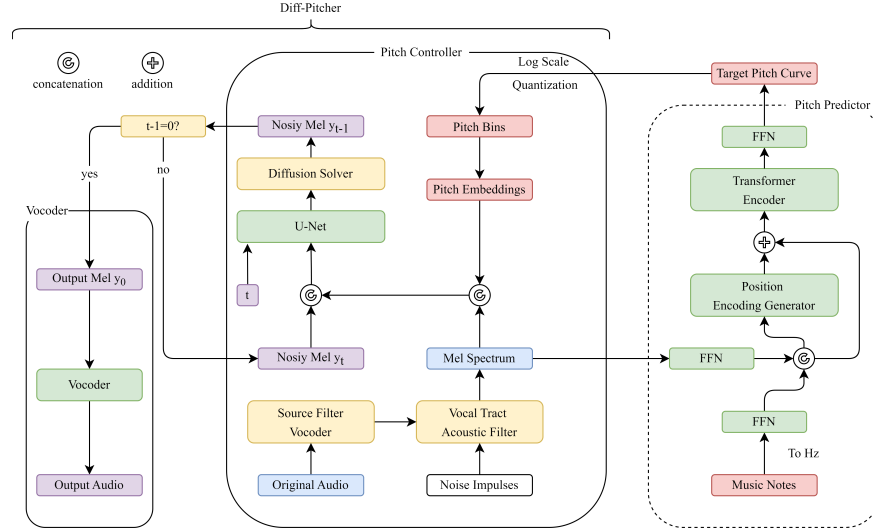 Diff-Pitcher
Pitch Controller
concatenation
addition
Log Scale
Quantization
Target Pitch Curve
Pitch Predictor
t-1=0?
Nosiy Mel yt-1
Pitch Bins
FFN
yes
no
Diffusion Solver
Pitch Embeddings
Transformer
Encoder
Vocoder
U-Net
Output Mel y0
t
Position
Encoding Generator
Nosiy Mel yt
Mel Spectrum
FFN
Vocoder
Source Filter
Vocoder
Vocal Tract
Acoustic Filter
FFN
To Hz
Output Audio
Original Audio
Noise Impulses
Music Notes